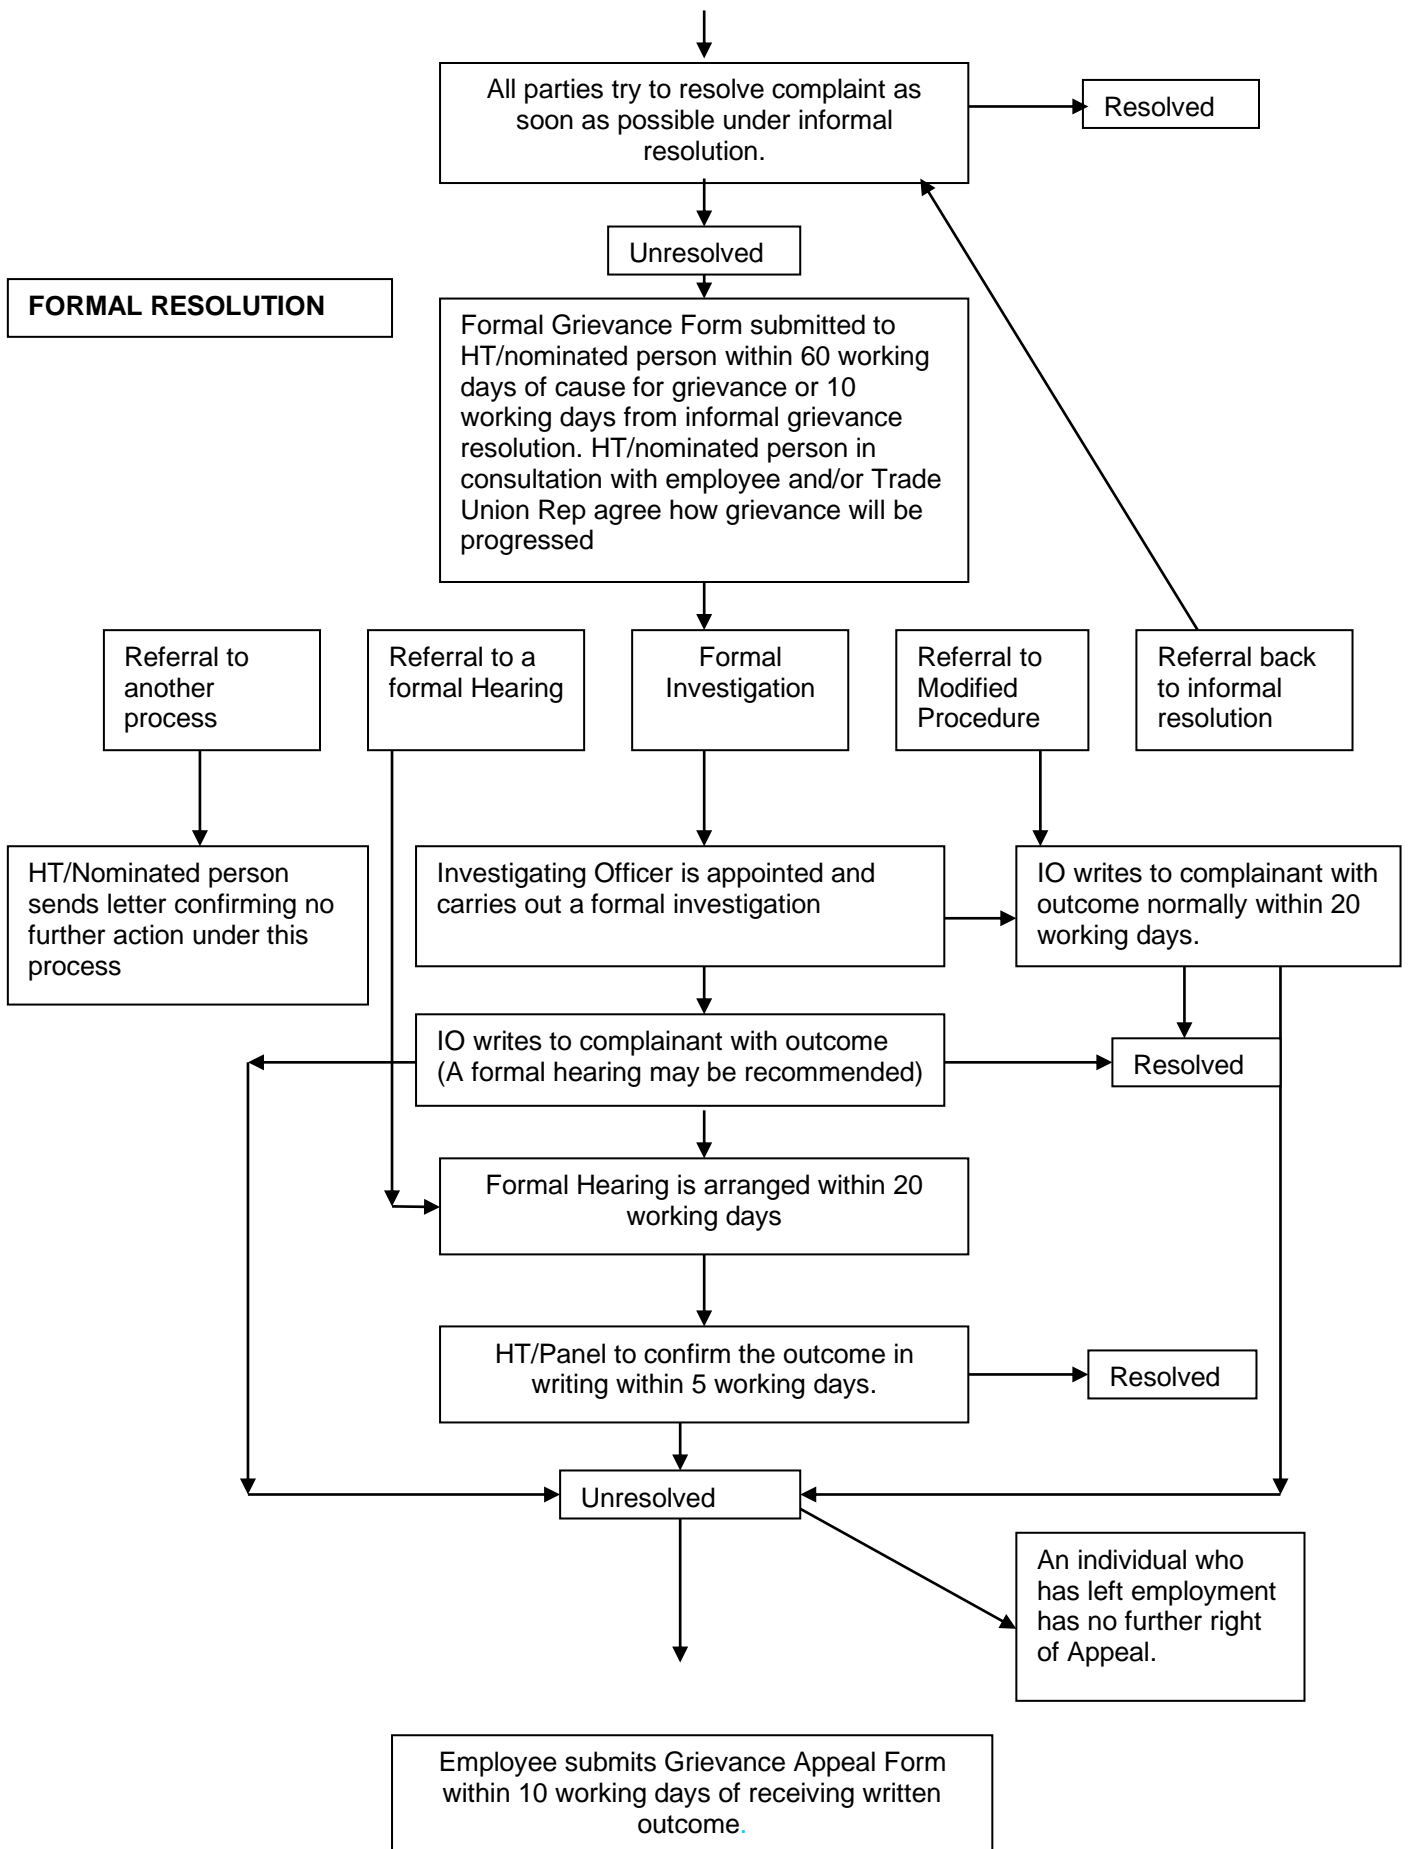 All parties try to resolve complaint as
soon as possible under informal
resolution.
Resolved
Unresolved
FORMAL RESOLUTION
Formal Grievance Form submitted to
HT/nominated person within 60 working
days of cause for grievance or 10
working days from informal grievance
resolution. HT/nominated person in
consultation with employee and/or Trade
Union Rep agree how grievance will be
progressed
Referral to
another
process
Referral to a
formal Hearing
Formal
Investigation
Referral to
Modified
Procedure
Referral back
to informal
resolution
HT/Nominated person
sends letter confirming no
further action under this
process
Investigating Officer is appointed and
carries out a formal investigation
IO writes to complainant with
outcome normally within 20
working days.
IO writes to complainant with outcome
(A formal hearing may be recommended)
Resolved
Formal Hearing is arranged within 20
working days
HT/Panel to confirm the outcome in
writing within 5 working days.
Resolved
Unresolved
An individual who
has left employment
has no further right
of Appeal.
Employee submits Grievance Appeal Form
within 10 working days of receiving written
outcome.